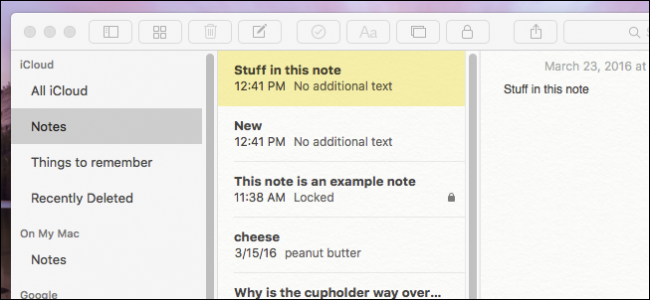 Aa
S
iCloud
All iCloud
Notes
Things to remember
Recently Deleted
On My Mac
Notes
Google
Stuff in this note
12:41 PM No additional text
New
12:41 PM No additional text
This note is an example note
11:38 AM Locked
cheese
3/15/16 peanut butter
Why is the cupholder way over...
March 23, 2016 at
Stuff in this note